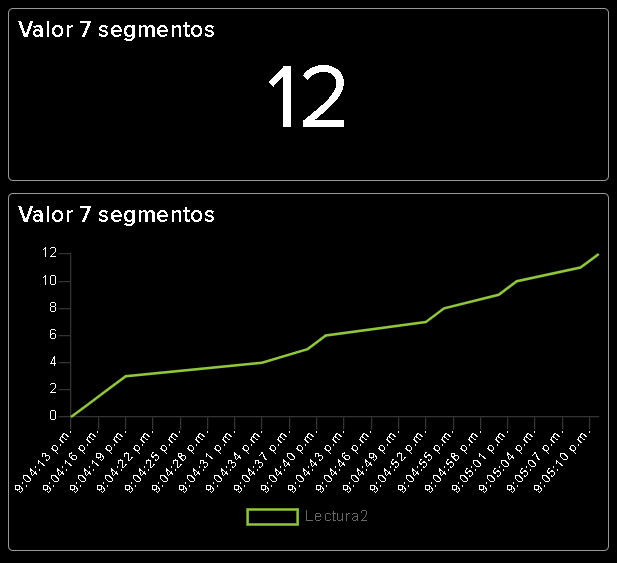 Valor 7 segmentos
12
Valor 7 segmentos
12
10
8
6
4
2
0
9:04:13 p.m.
9:04:16 p.m.
9:04:19 p.m.
9:04:22 p.m.
9:04:25 p.m.
9:04:28 p.m.
9:04:31 p.m.
9:04:34 p.m.
9:04:37 p.m.
9:04:40 p.m.
9:04:43 p.m.
9:04:46 p.m.
9:04:49 p.m.
9:04:52 p.m.
9:04:55 p.m.
9:04:58 p.m.
9:05:01 p.m.
9:05:04 p.m.
9:05:07 p.m.
9:05:10 p.m.
Lectura2